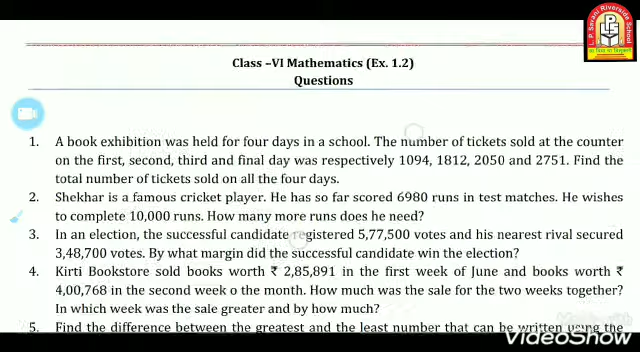 L. P. Savani Riverside School
LPS
Class –VI Mathematics (Ex. 1.2)
Questions
1. A book exhibition was held for four days in a school. The number of tickets sold at the counter
on the first, second, third and final day was respectively 1094, 1812, 2050 and 2751. Find the
total number of tickets sold on all the four days.
2. Shekhar is a famous cricket player. He has so far scored 6980 runs in test matches. He wishes
to complete 10,000 runs. How many more runs does he need?
3. In an election, the successful candidate registered 5,77,500 votes and his nearest rival secured
3,48,700 votes. By what margin did the successful candidate win the election?
4. Kirti Bookstore sold books worth ₹ 2,85,891 in the first week of June and books worth ₹
4,00,768 in the second week o the month. How much was the sale for the two weeks together?
In which week was the sale greater and by how much?
5. Find the difference between the greatest and the least number that can be written using the
Made with
VideoShow